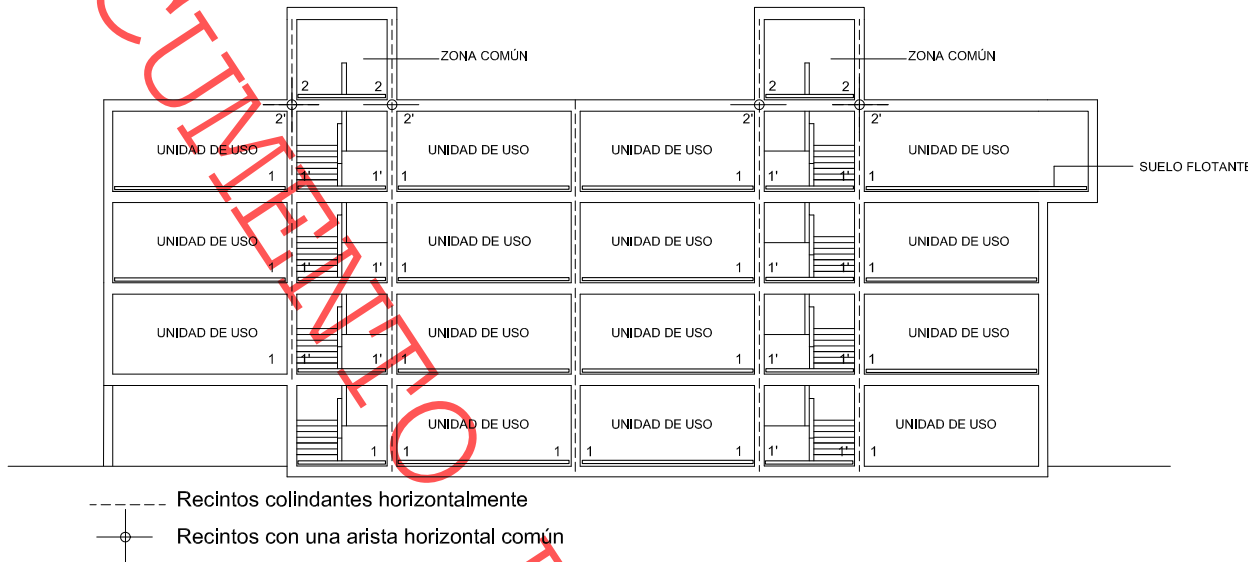 ZONA COMÚN ZONA COMÚN
2 2 2 2
2' 2' 2' 2'
UNIDAD DE USO UNIDAD DE USO UNIDAD DE USO UNIDAD DE USO
SUELO FLOTANTE
1 1' 1' 1 1 1' 1' 1
UNIDAD DE USO UNIDAD DE USO UNIDAD DE USO UNIDAD DE USO
1 1' 1' 1 1 1' 1' 1
UNIDAD DE USO UNIDAD DE USO UNIDAD DE USO UNIDAD DE USO
1 1' 1' 1 1 1' 1' 1
UNIDAD DE USO UNIDAD DE USO UNIDAD DE USO
1 1 1 1 1 1' 1' 1
Recintos colindantes horizontalmente
Recintos con una arista horizontal común
CUMENTO